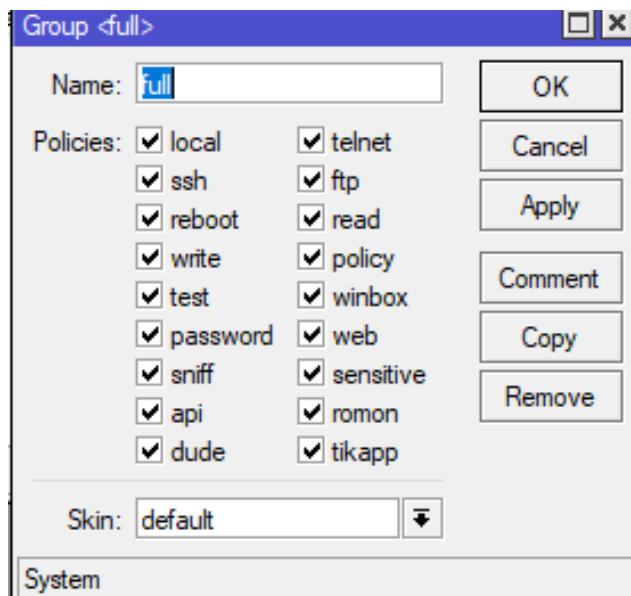 Group <full>
Name: full
OK
Policies: local telnet
Cancel
ssh ftp
reboot read
Apply
write policy
Comment
test winbox
password web
Copy
sniff sensitive
Remove
api romon
dude tikapp
Skin: default
System